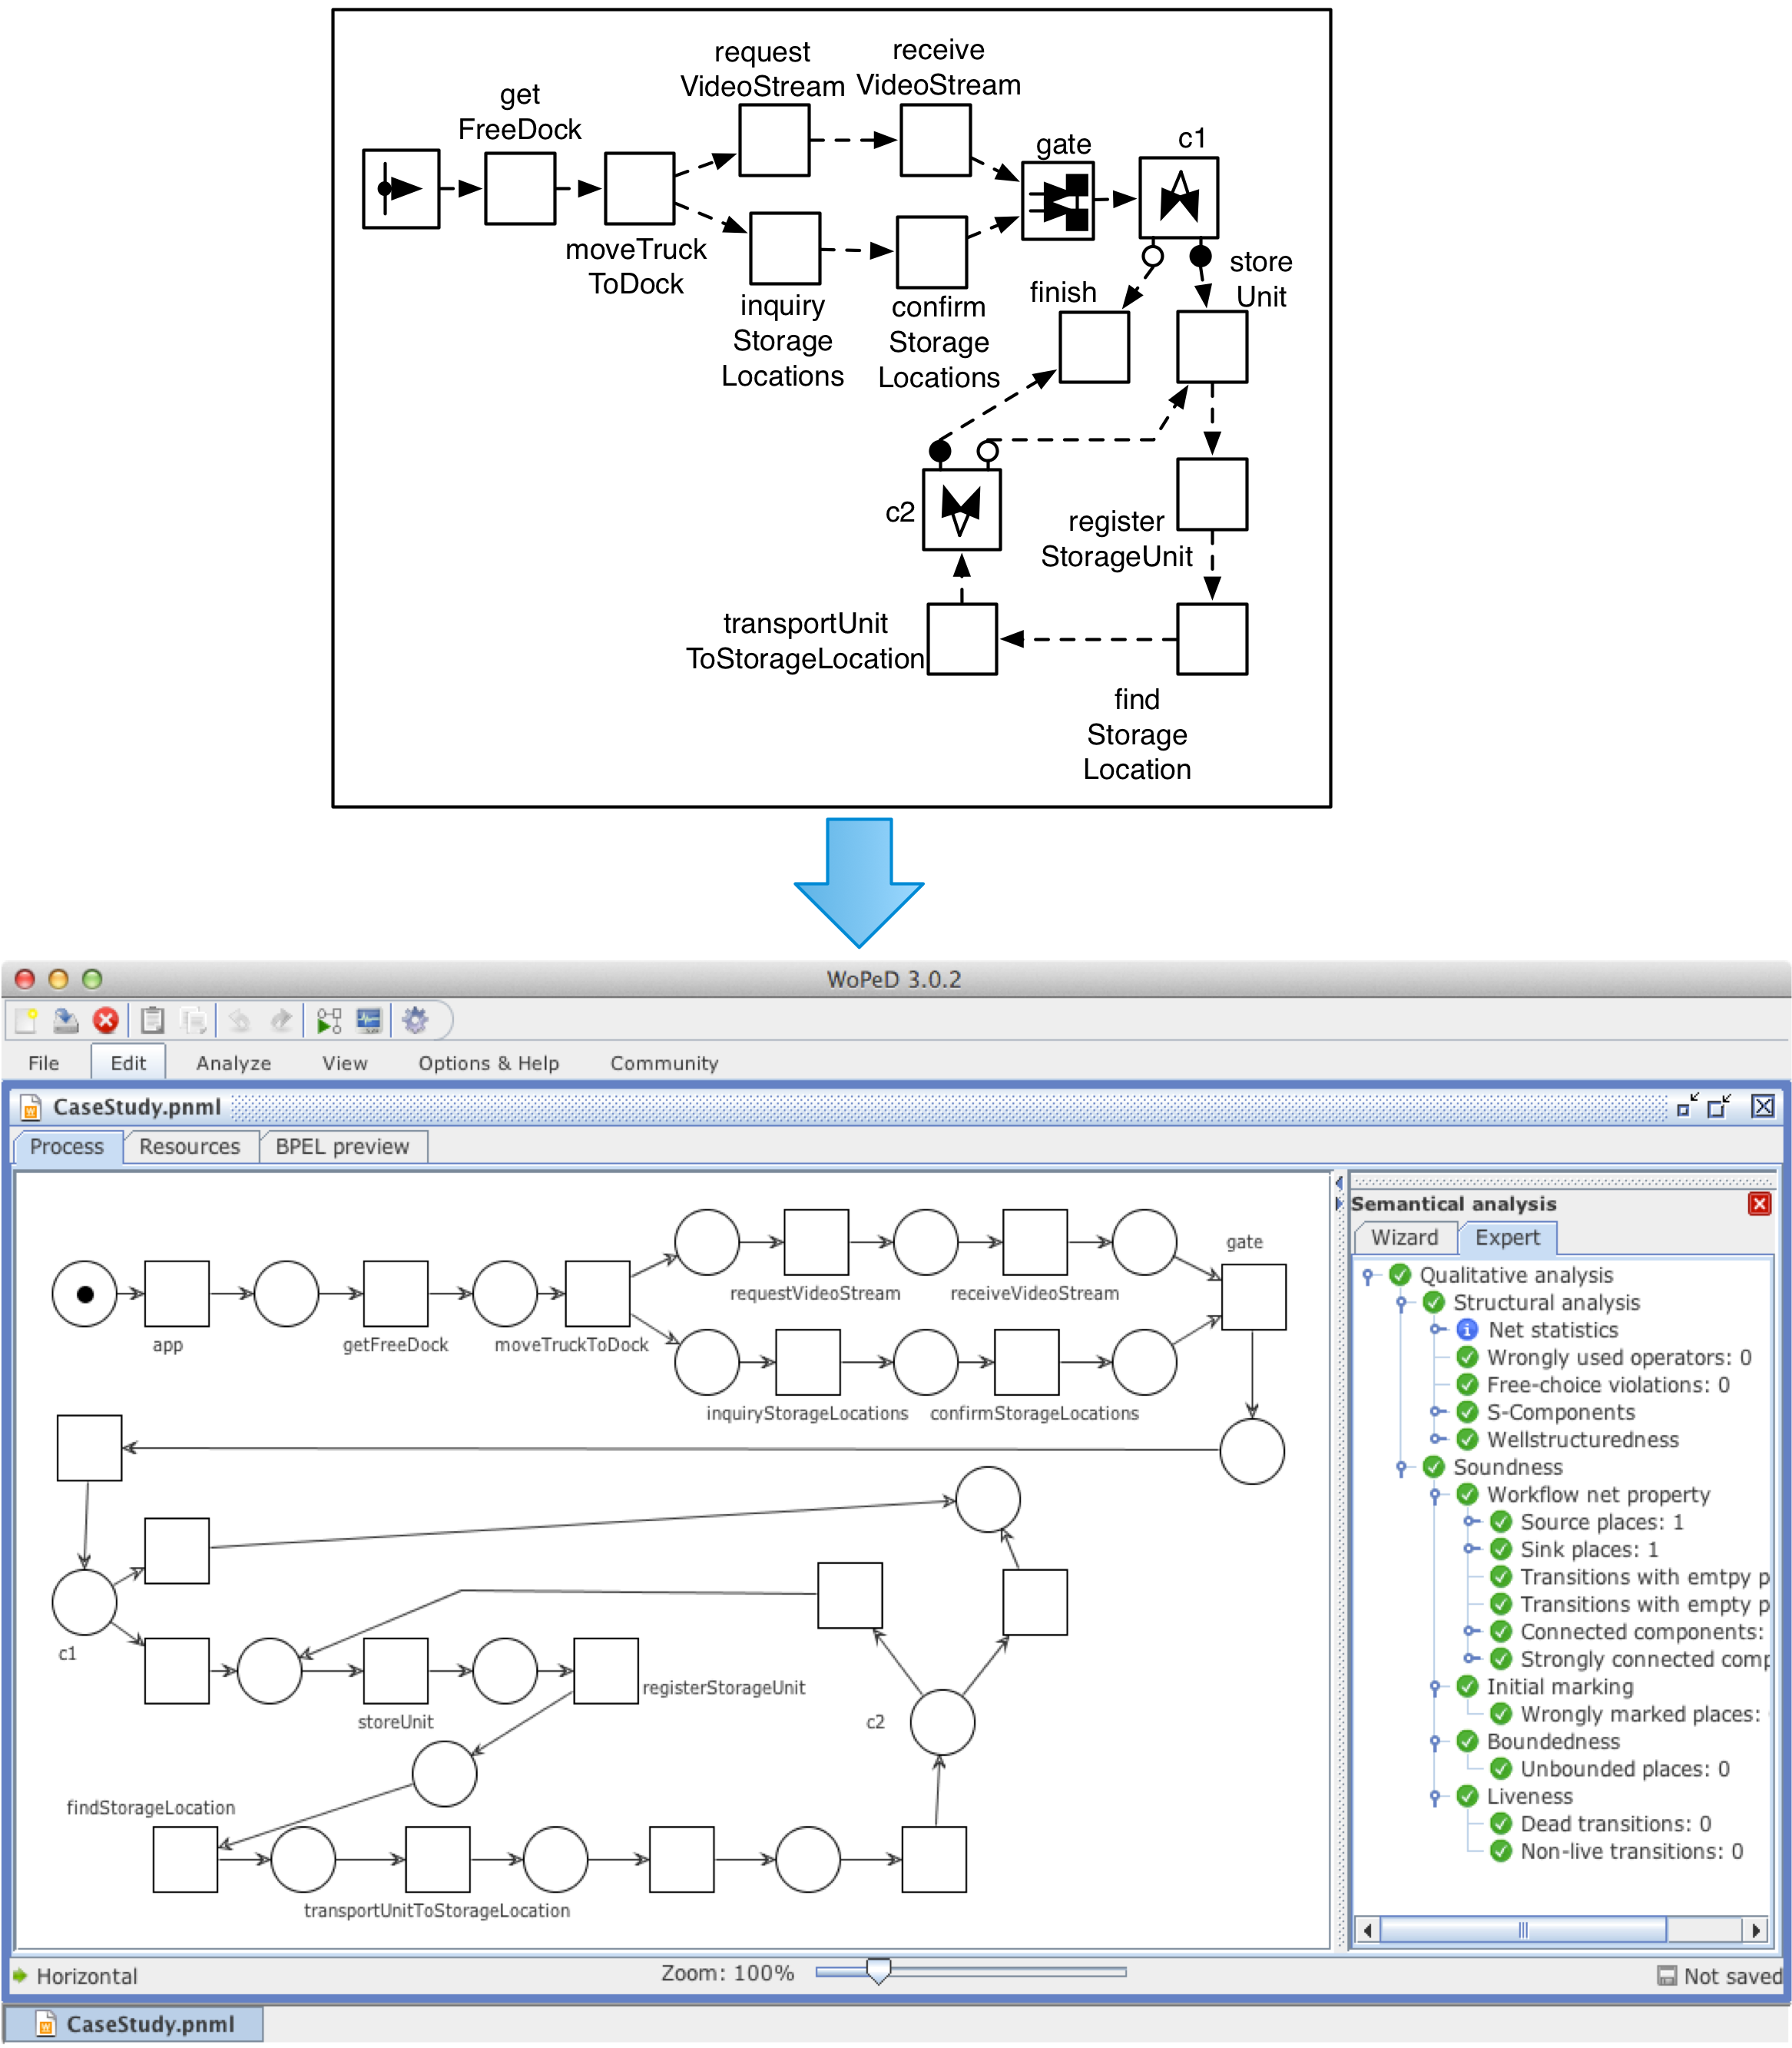 request
VideoStream
receive
VideoStream
get
FreeDock
gate
c1
moveTruck
ToDock
inquiry
Storage
Locations
confirm
Storage
Locations
finish
store
Unit
c2
register
StorageUnit
transportUnit
ToStorageLocation
find
Storage
Location
WoPeD 3.0.2
File Edit Analyze View Options & Help Community
CaseStudy.pnml
Process Resources BPEL preview
gate
requestVideoStream receiveVideoStream
app getFreeDock moveTruckToDock
inquiryStorageLocations confirmStorageLocations
c1
registerStorageUnit
storeUnit
c2
findStorageLocation
transportUnitToStorageLocation
Semantical analysis
Wizard Expert
Qualitative analysis
Structural analysis
Net statistics
Wrongly used operators: 0
Free-choice violations: 0
S-Components
Wellstructuredness
Soundness
Workflow net property
Source places: 1
Sink places: 1
Transitions with emtpy p
Transitions with empty p
Connected components:
Strongly connected comp
Initial marking
Wrongly marked places:
Boundedness
Unbounded places: 0
Liveness
Dead transitions: 0
Non-live transitions: 0
Horizontal Zoom: 100% Not saved
CaseStudy.pnml